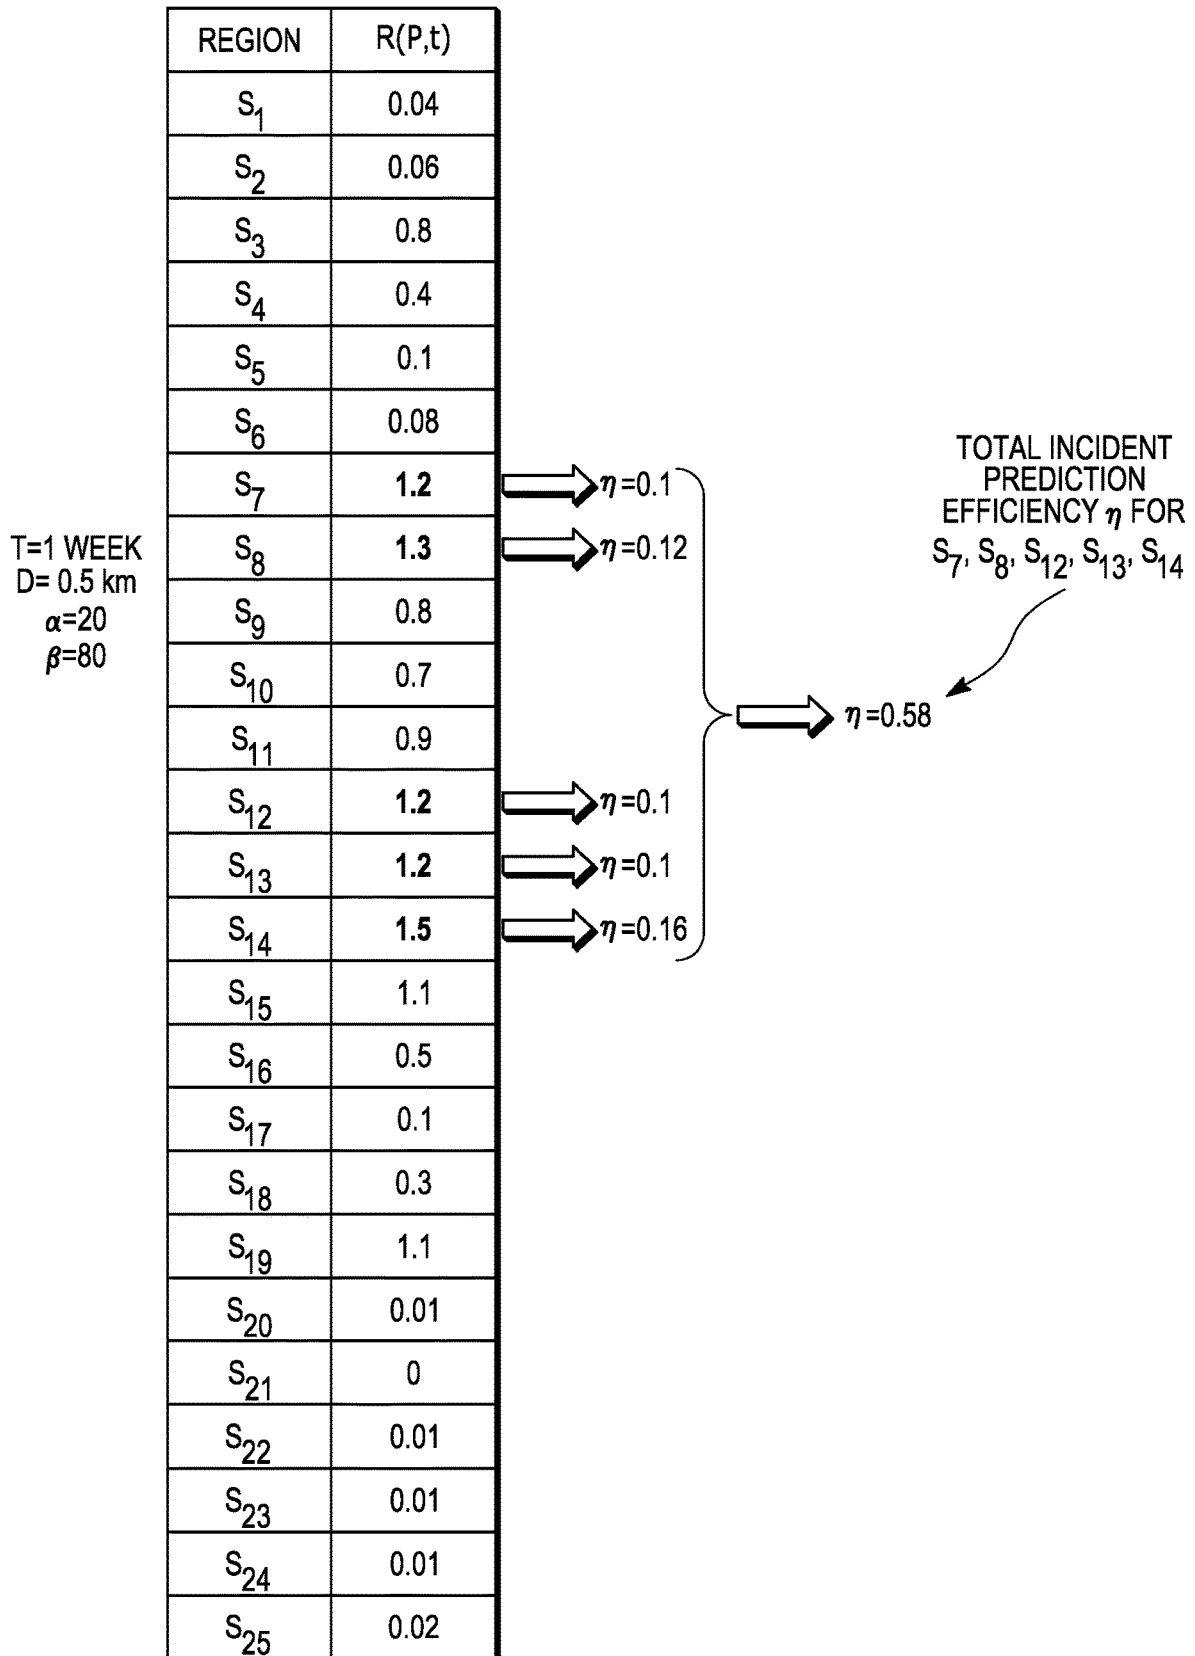 REGION R(P,t)
S1 0.04
S2 0.06
S3 0.8
S4 0.4
S5 0.1
S6 0.08
S7 1.2 η=0.1
S8 1.3 η=0.12
S9 0.8
S10 0.7
S11 0.9
S12 1.2 η=0.1
S13 1.2 η=0.1
S14 1.5 η=0.16
S15 1.1
S16 0.5
S17 0.1
S18 0.3
S19 1.1
S20 0.01
S21 0
S22 0.01
S23 0.01
S24 0.01
S25 0.02
T=1 WEEK
D= 0.5 km
α=20
β=80
TOTAL INCIDENT
PREDICTION
EFFICIENCY η FOR
S7, S8, S12, S13, S14
η=0.58